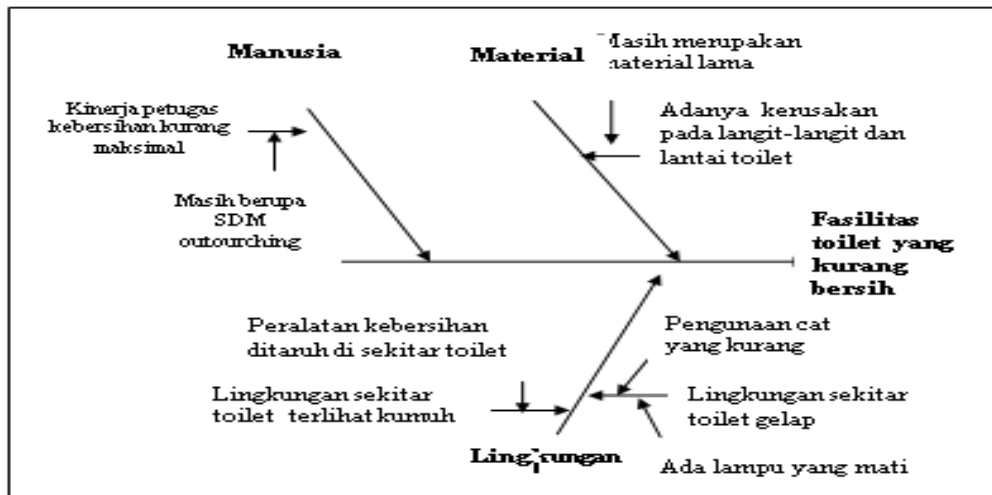 Manusia
Material
Masih merupakan
material lama
Kinerja petugas
kebersihan kurang
maksimal
Adanya kerusakan
pada langit-langit dan
lantai toilet
Masih berupa
SDM
outourching
Fasilitas
toilet yang
kurang
bersih
Peralatan kebersihan
ditaruh di sekitar toilet
Pengunaan cat
yang kurang
Lingkungan sekitar
toilet terlihat kumuh
Lingkungan sekitar
toilet gelap
Lingkungan
Ada lampu yang mati